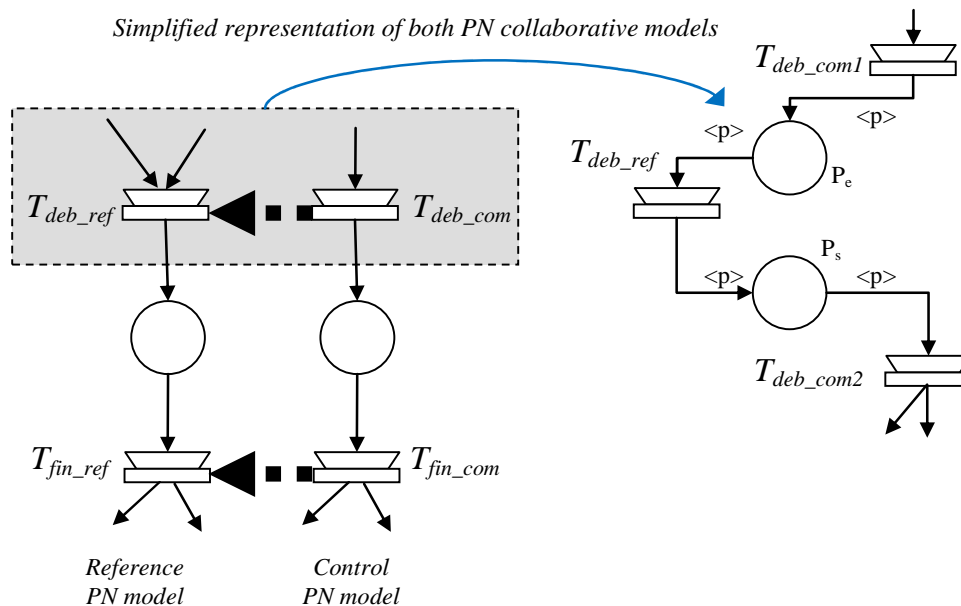 Simplified representation of both PN collaborative models
T_deb_com1
<p>
<p>
T_deb_ref
P_e
T_deb_ref
T_deb_com
P_s
<p>
<p>
T_deb_com2
T_fin_ref
T_fin_com
Reference
PN model
Control
PN model